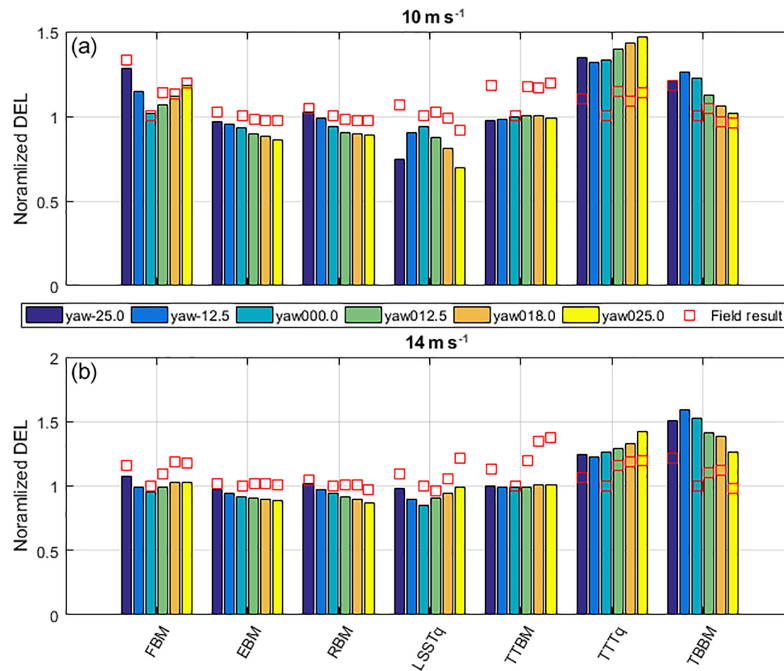 10 m s⁻¹
(a)
1.5
1
0.5
0
Noramlized DEL
yaw-25.0 yaw-12.5 yaw000.0 yaw012.5 yaw018.0 yaw025.0 Field result
14 m s⁻¹
(b)
2
1.5
1
0.5
0
Noramlized DEL
FBM EBM RBM LSSTq TTBM TTTq TBBM